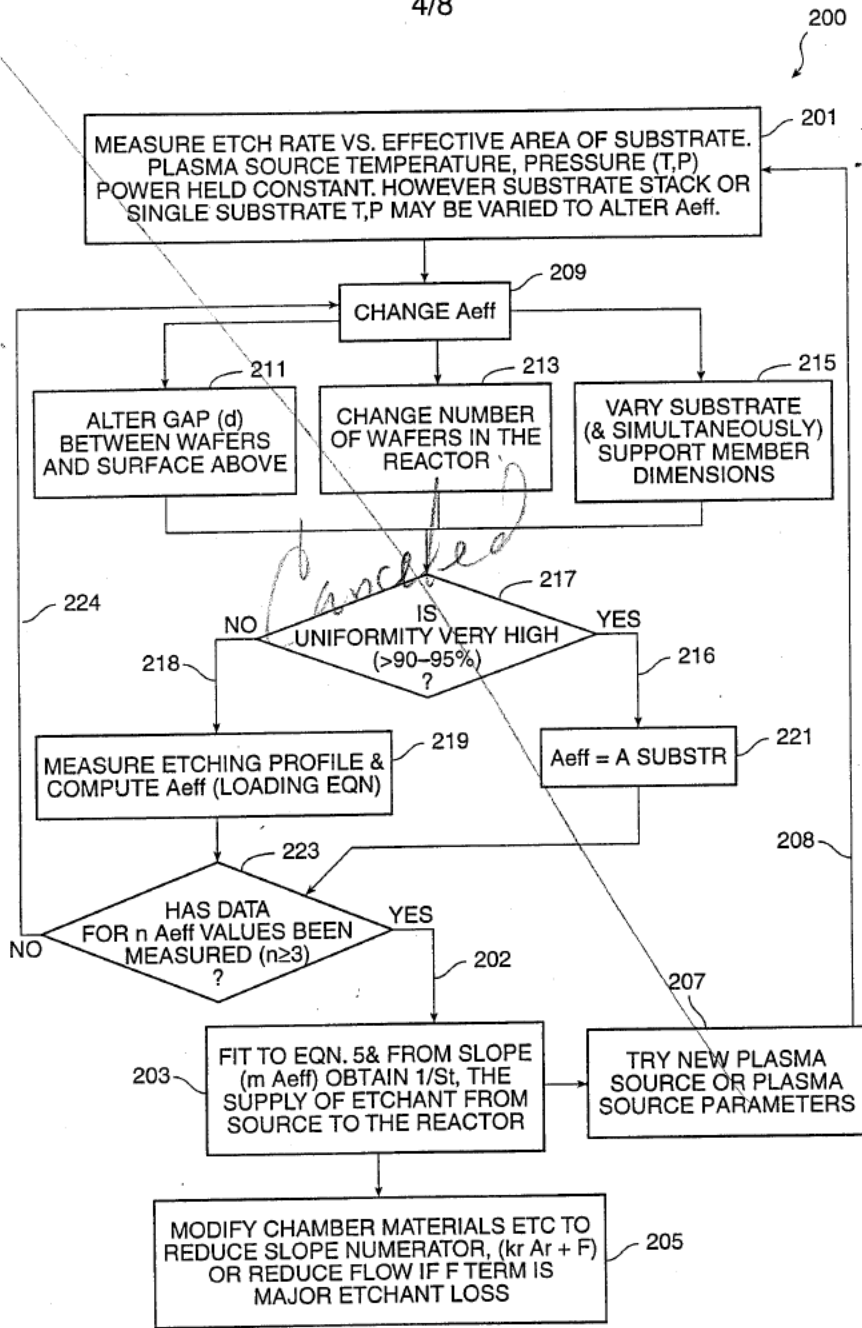 4/8
200
201
MEASURE ETCH RATE VS. EFFECTIVE AREA OF SUBSTRATE.
PLASMA SOURCE TEMPERATURE, PRESSURE (T,P)
POWER HELD CONSTANT. HOWEVER SUBSTRATE STACK OR
SINGLE SUBSTRATE T,P MAY BE VARIED TO ALTER Aeff.
209
CHANGE Aeff
211
ALTER GAP (d)
BETWEEN WAFERS
AND SURFACE ABOVE
213
CHANGE NUMBER
OF WAFERS IN THE
REACTOR
215
VARY SUBSTRATE
(& SIMULTANEOUSLY)
SUPPORT MEMBER
DIMENSIONS
Canceled
224
217
NO
IS
UNIFORMITY VERY HIGH
(>90–95%)
?
YES
218
216
219
MEASURE ETCHING PROFILE &
COMPUTE Aeff (LOADING EQN)
221
Aeff = A SUBSTR
223
208
HAS DATA
FOR n Aeff VALUES BEEN
MEASURED (n≥3)
?
NO
YES
202
203
FIT TO EQN. 5& FROM SLOPE
(m Aeff) OBTAIN 1/St, THE
SUPPLY OF ETCHANT FROM
SOURCE TO THE REACTOR
207
TRY NEW PLASMA
SOURCE OR PLASMA
SOURCE PARAMETERS
MODIFY CHAMBER MATERIALS ETC TO
REDUCE SLOPE NUMERATOR, (kr Ar + F)
OR REDUCE FLOW IF F TERM IS
MAJOR ETCHANT LOSS
205